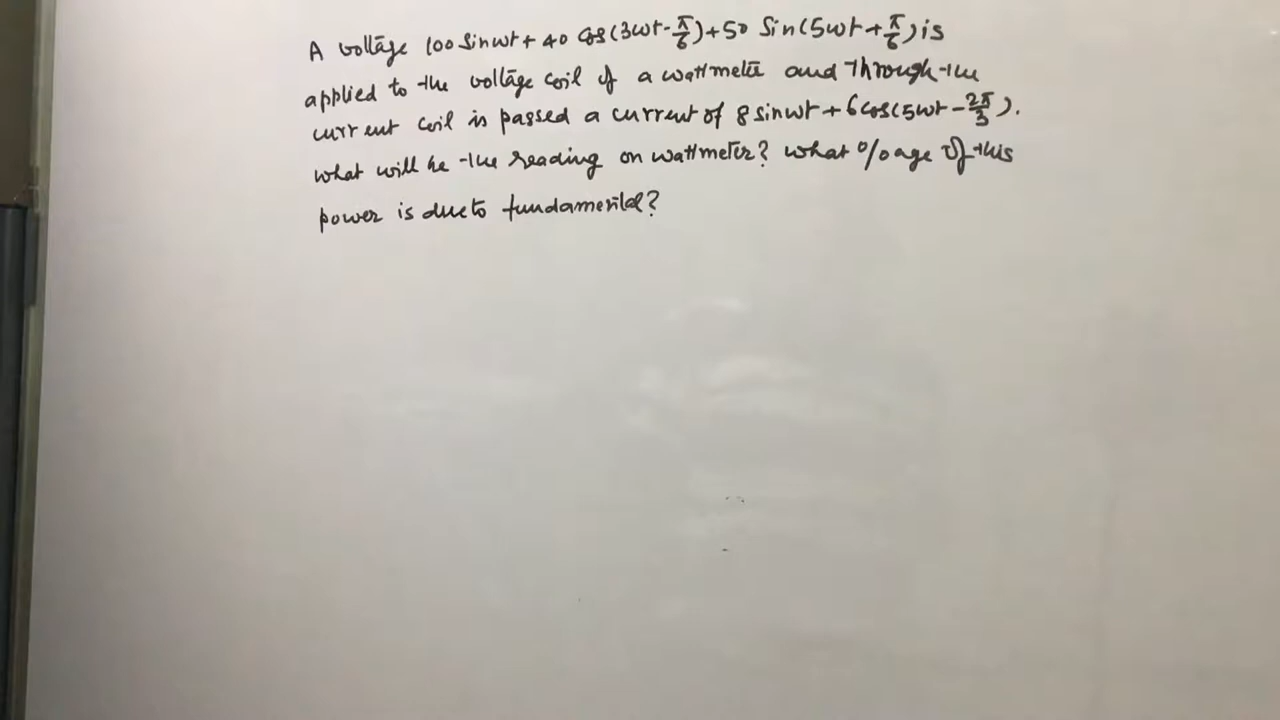 A voltage 100 sinωt + 40 cos(3ωt - π/6) + 50 sin(5ωt + π/6) is
applied to the voltage coil of a wattmeter and through the
current coil is passed a current of 8 sinωt + 6 cos(5ωt - 2π/3).
what will be the reading on wattmeter? what %age of this
power is due to fundamental?